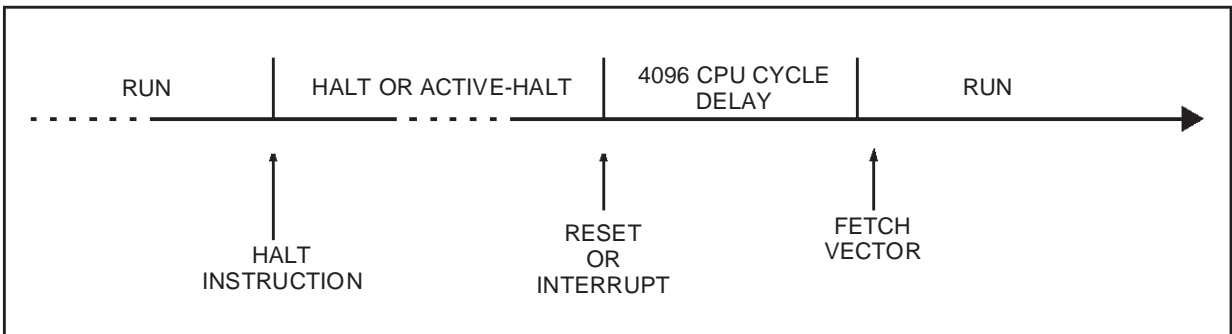 RUN
HALT OR ACTIVE-HALT
4096 CPU CYCLE
DELAY
RUN
HALT
INSTRUCTION
RESET
OR
INTERRUPT
FETCH
VECTOR